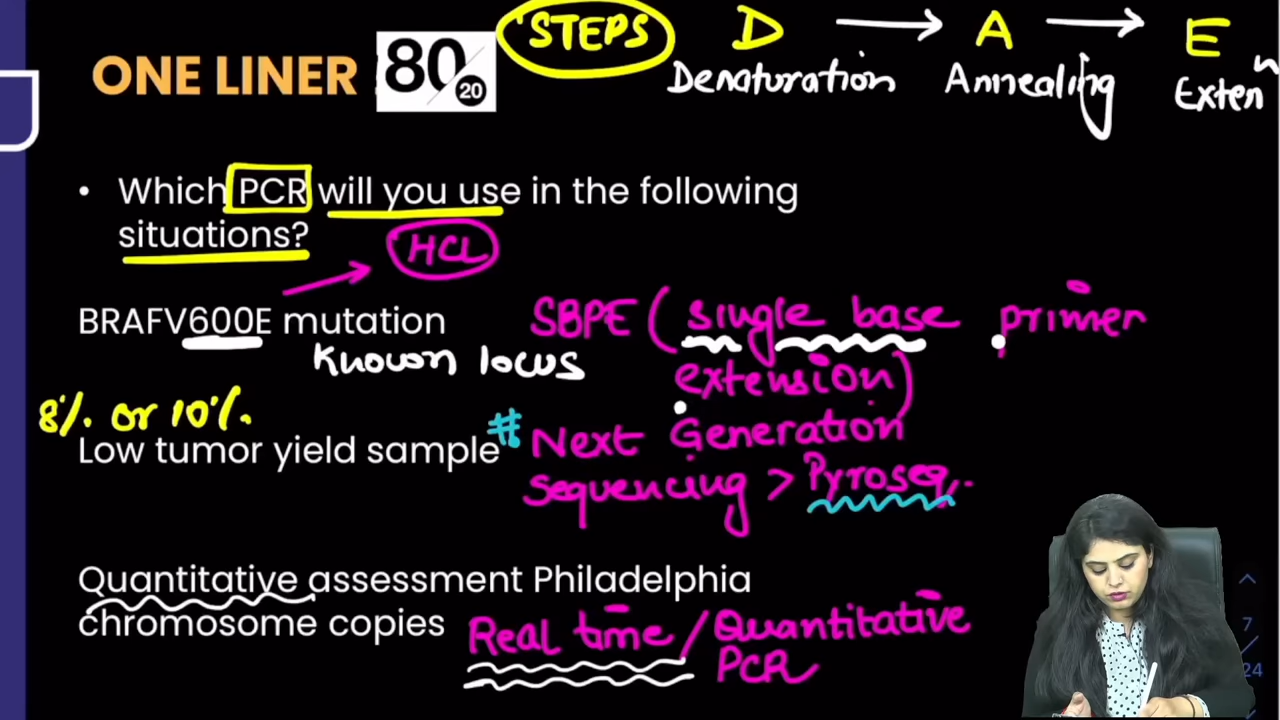 STEPS D → A → E
Denaturation Annealing Exten n
ONE LINER 80/20
• Which PCR will you use in the following
situations?
HCL
BRAFV600E mutation
Known locus
SBPE (single base primer
extension)
8% or 10%.
Low tumor yield sample
# Next Generation
sequencing > Pyroseq..
Quantitative assessment Philadelphia
chromosome copies
Real time / Quantitative
PCR
7
/
24